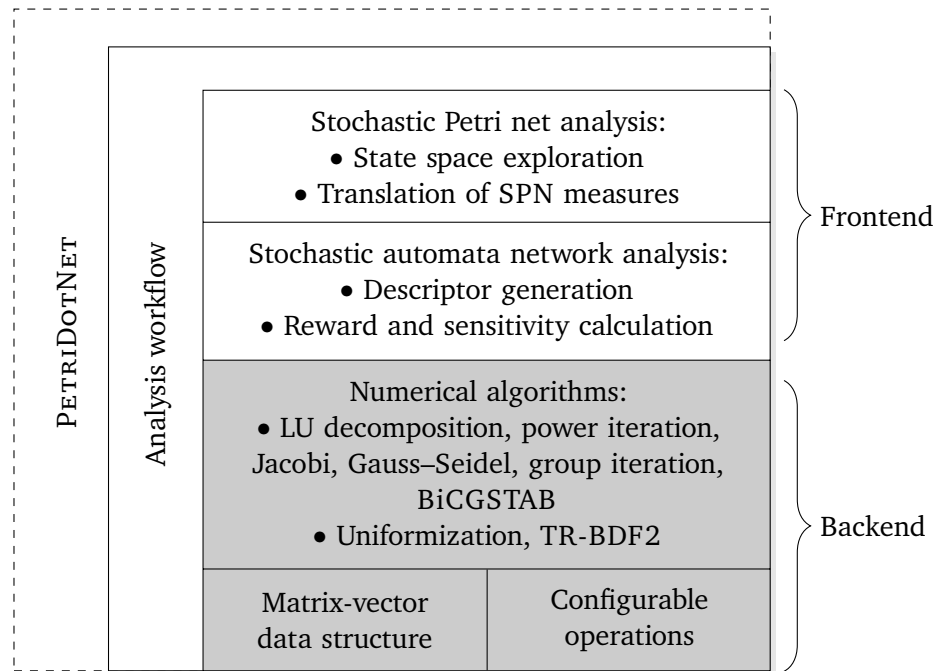 PETRIDOTNET
Analysis workflow
Stochastic Petri net analysis:
• State space exploration
• Translation of SPN measures
Stochastic automata network analysis:
• Descriptor generation
• Reward and sensitivity calculation
Frontend
Numerical algorithms:
• LU decomposition, power iteration,
Jacobi, Gauss–Seidel, group iteration,
BiCGSTAB
• Uniformization, TR-BDF2
Matrix-vector
data structure
Configurable
operations
Backend